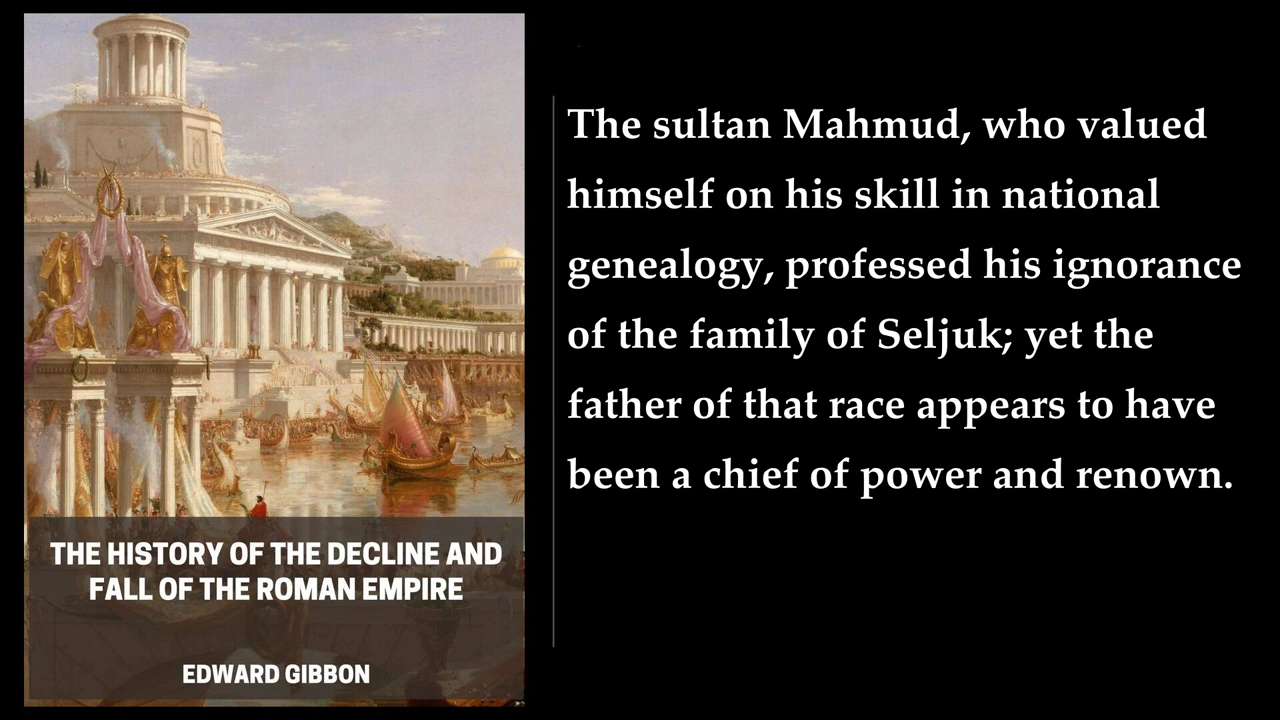 THE HISTORY OF THE DECLINE AND
FALL OF THE ROMAN EMPIRE
EDWARD GIBBON
The sultan Mahmud, who valued
himself on his skill in national
genealogy, professed his ignorance
of the family of Seljuk; yet the
father of that race appears to have
been a chief of power and renown.